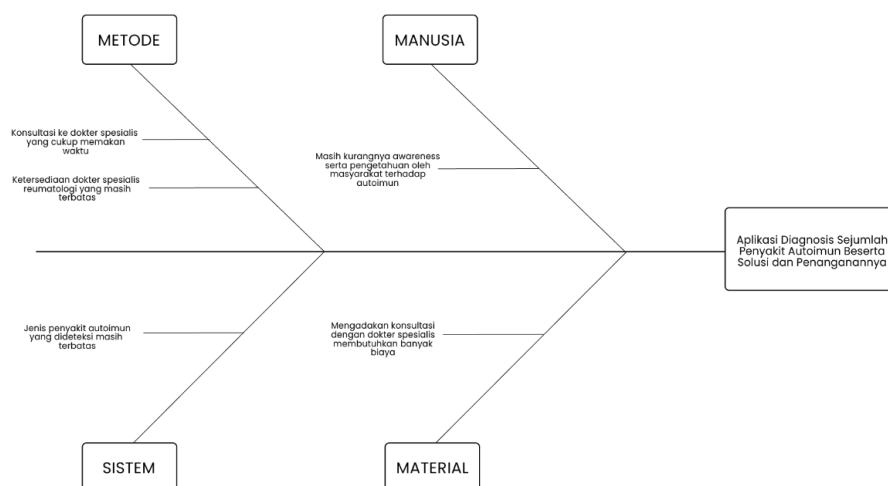 METODE
MANUSIA
Konsultasi ke dokter spesialis
yang cukup memakan
waktu
Ketersediaan dokter spesialis
reumatologi yang masih
terbatas
Masih kurangnya awareness
serta pengetahuan oleh
masyarakat terhadap
autoimun
Aplikasi Diagnosis Sejumlah
Penyakit Autoimun Beserta
Solusi dan Penanganannya
Jenis penyakit autoimun
yang dideteksi masih
terbatas
Mengadakan konsultasi
dengan dokter spesialis
membutuhkan banyak
biaya
SISTEM
MATERIAL